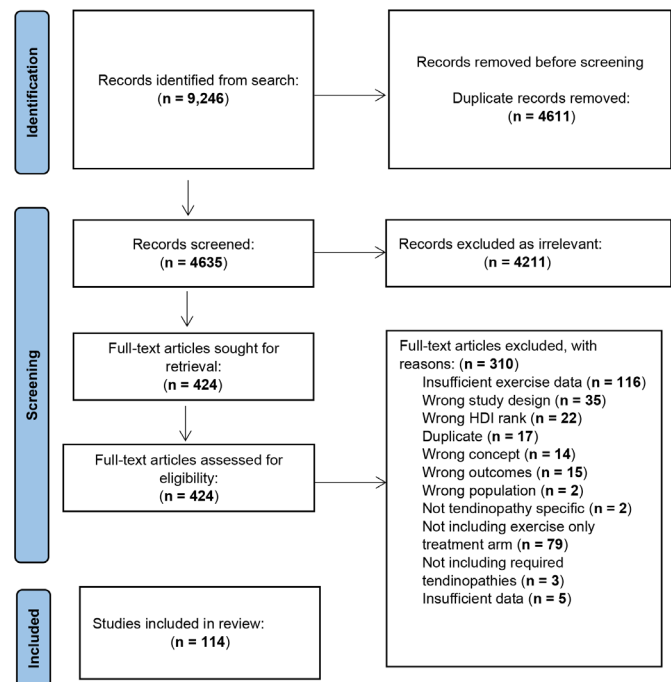 Identification
Records identified from search:
(n = 9,246)
Records removed before screening
Duplicate records removed:
(n = 4611)
Screening
Records screened:
(n = 4635)
Records excluded as irrelevant:
(n = 4211)
Full-text articles sought for
retrieval:
(n = 424)
Full-text articles assessed for
eligibility:
(n = 424)
Full-text articles excluded, with
reasons: (n = 310)
Insufficient exercise data (n = 116)
Wrong study design (n = 35)
Wrong HDI rank (n = 22)
Duplicate (n = 17)
Wrong concept (n = 14)
Wrong outcomes (n = 15)
Wrong population (n = 2)
Not tendinopathy specific (n = 2)
Not including exercise only
treatment arm (n = 79)
Not including required
tendinopathies (n = 3)
Insufficient data (n = 5)
Included
Studies included in review:
(n = 114)